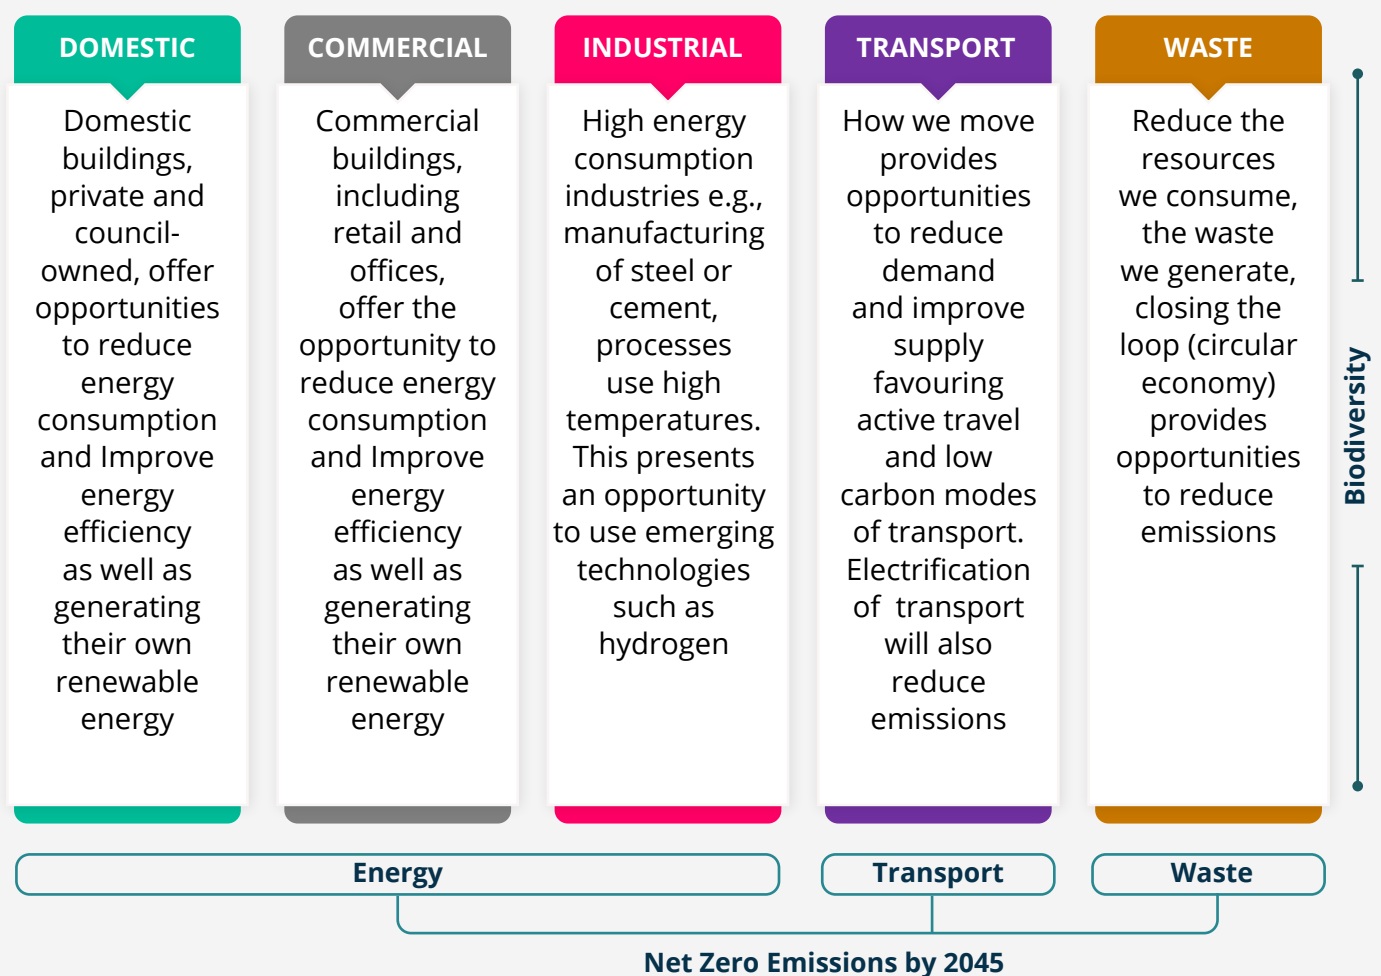 DOMESTIC
Domestic
buildings,
private and
council-
owned, offer
opportunities
to reduce
energy
consumption
and Improve
energy
efficiency
as well as
generating
their own
renewable
energy
COMMERCIAL
Commercial
buildings,
including
retail and
offices,
offer the
opportunity to
reduce energy
consumption
and Improve
energy
efficiency
as well as
generating
their own
renewable
energy
INDUSTRIAL
High energy
consumption
industries e.g.,
manufacturing
of steel or
cement,
processes
use high
temperatures.
This presents
an opportunity
to use emerging
technologies
such as
hydrogen
TRANSPORT
How we move
provides
opportunities
to reduce
demand
and improve
supply
favouring
active travel
and low
carbon modes
of transport.
Electrification
of  transport
will also
reduce
emissions
WASTE
Reduce the
resources
we consume,
the waste
we generate,
closing the
loop (circular
economy)
provides
opportunities
to reduce
emissions
Biodiversity
Energy
Transport
Waste
Net Zero Emissions by 2045